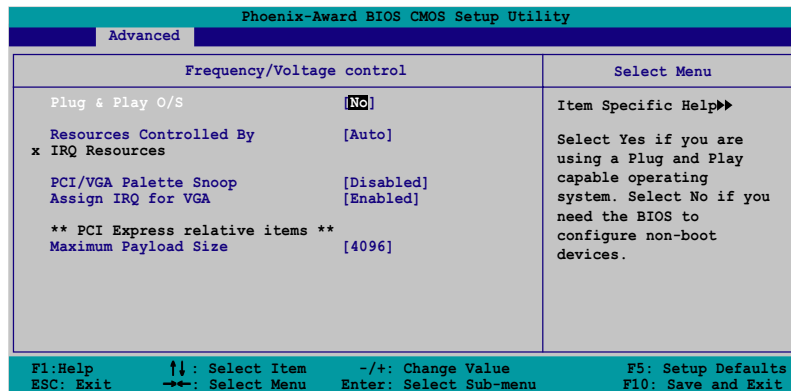 Phoenix-Award BIOS CMOS Setup Utility
Advanced
Frequency/Voltage control
Select Menu
Plug & Play O/S [No]
Resources Controlled By [Auto]
x IRQ Resources
PCI/VGA Palette Snoop [Disabled]
Assign IRQ for VGA [Enabled]
** PCI Express relative items **
Maximum Payload Size [4096]
Item Specific Help▶▶
Select Yes if you are
using a Plug and Play
capable operating
system. Select No if you
need the BIOS to
configure non-boot
devices.
F1:Help ↑↓: Select Item -/+: Change Value F5: Setup Defaults
ESC: Exit →←: Select Menu Enter: Select Sub-menu F10: Save and Exit